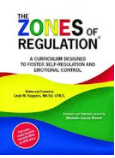 THE
ZONES
OF
REGULATION®
A CURRICULUM DESIGNED
TO FOSTER SELF-REGULATION AND
EMOTIONAL CONTROL
Written and Created by
Leah M. Kuypers, MA Ed. OTR/L
Foreword and Selected Lessons by
Michelle Garcia Winner